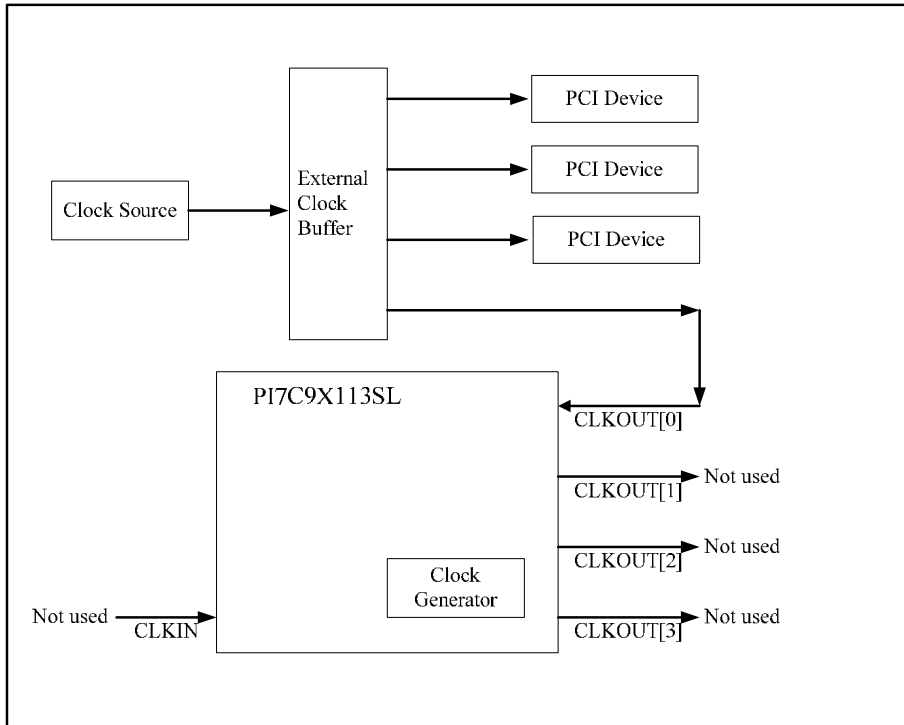 PCI Device
External
Clock
Buffer
PCI Device
Clock Source
PCI Device
PI7C9X113SL
CLKOUT[0]
CLKOUT[1]
Not used
CLKOUT[2]
Not used
Clock
Generator
Not used
CLKIN
CLKOUT[3]
Not used